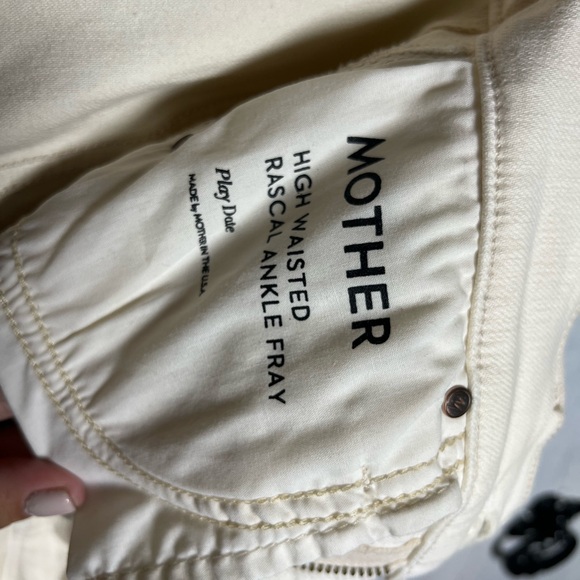 MOTHER
HIGH WAISTED
RASCAL ANKLE FRAY
Play Date
MADE by MOTHER IN THE U.S.A.